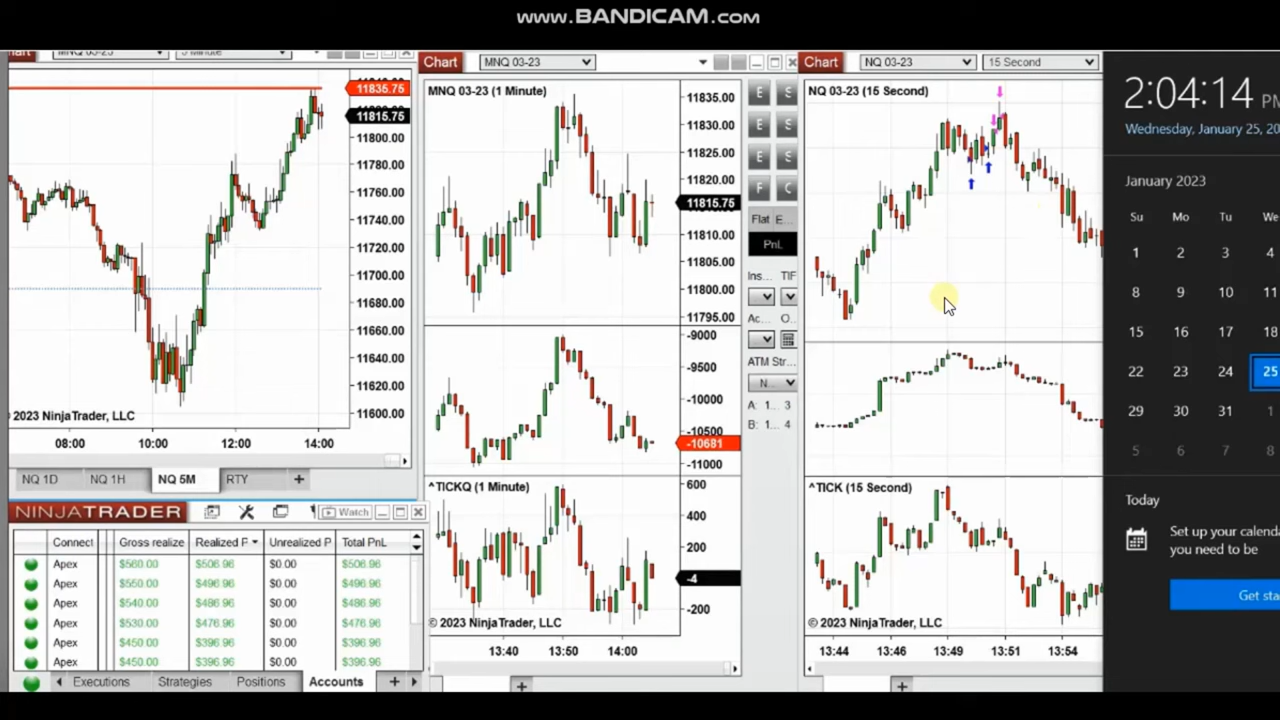 www.BANDICAM.com
MNQ 03-23
11836.75
11815.75
11800.00
11780.00
11760.00
11740.00
11720.00
11700.00
11680.00
11660.00
11640.00
11620.00
11600.00
2023 NinjaTrader, LLC
08:00 10:00 12:00 14:00
NQ 1D NQ 1H NQ 5M RTY +
NINJATRADER Watch
Connect Gross realize Realized P Unrealized P Total PnL
Apex $560.00 $506.96 $0.00 $506.96
Apex $550.00 $496.96 $0.00 $496.96
Apex $540.00 $486.96 $0.00 $486.96
Apex $530.00 $476.96 $0.00 $476.96
Apex $450.00 $396.96 $0.00 $396.96
Apex $450.00 $396.96 $0.00 $396.96
Executions Strategies Positions Accounts +
Chart MNQ 03-23
MNQ 03-23 (1 Minute)
11835.00
11830.00
11825.00
11820.00
11815.75
11810.00
11805.00
11800.00
11795.00
-9000
-9500
-10000
-10500
-10681
-11000
^TICKQ (1 Minute)
600
400
200
-4
-200
© 2023 NinjaTrader, LLC
13:40 13:50 14:00
+
E S
E S
E S
F C
Flat E...
PnL
Ins... TIF
Ac... O...
ATM Str...
N...
A: 1... 3
B: 1... 4
Chart NQ 03-23 15 Second
NQ 03-23 (15 Second)
^TICK (15 Second)
© 2023 NinjaTrader, LLC
13:44 13:46 13:49 13:51 13:54
+
2:04:14
Wednesday, January 25, 20
January 2023
Su Mo Tu We
1 2 3 4
8 9 10 11
15 16 17 18
22 23 24 25
29 30 31 1
5 6 7 8
Today
Set up your calenda
you need to be
Get sta